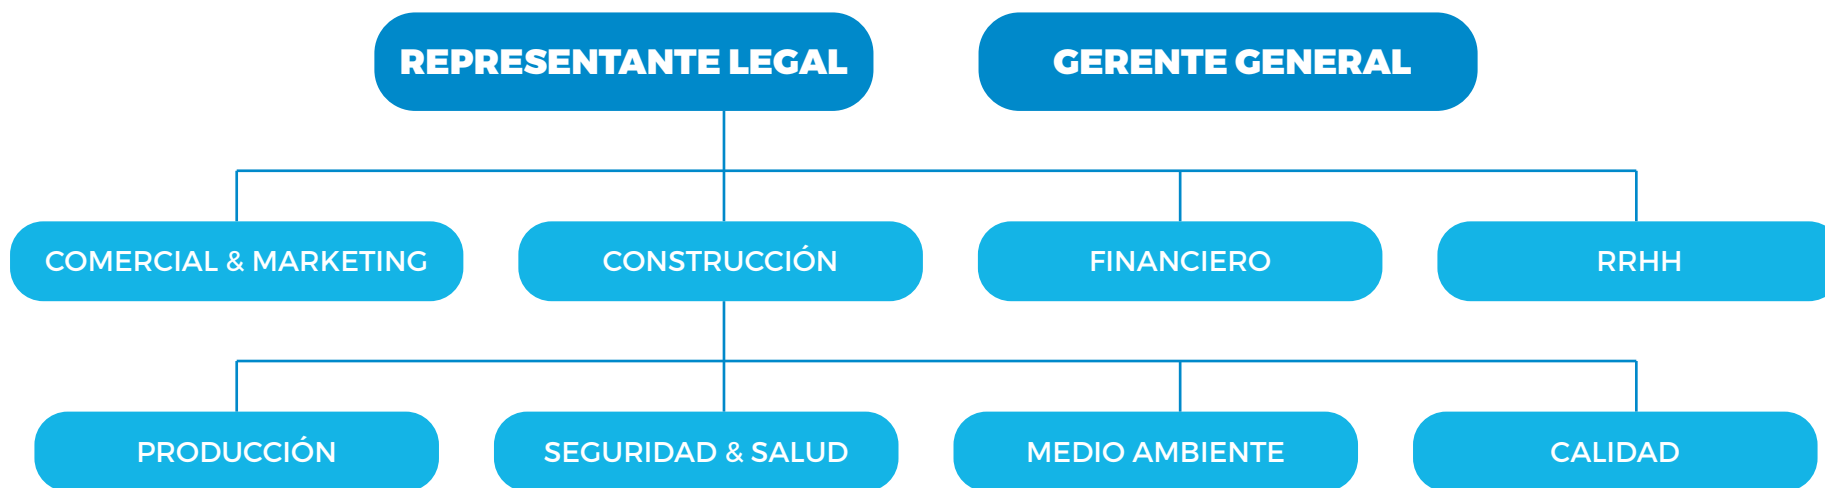 REPRESENTANTE LEGAL
GERENTE GENERAL
COMERCIAL & MARKETING
CONSTRUCCIÓN
FINANCIERO
RRHH
PRODUCCIÓN
SEGURIDAD & SALUD
MEDIO AMBIENTE
CALIDAD